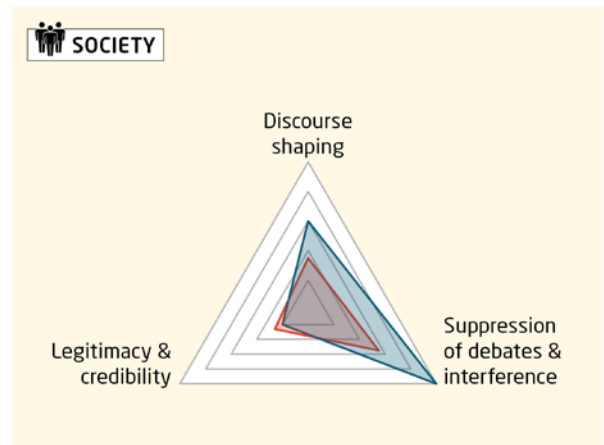 SOCIETY
Discourse
shaping
Legitimacy &
credibility
Suppression
of debates &
interference